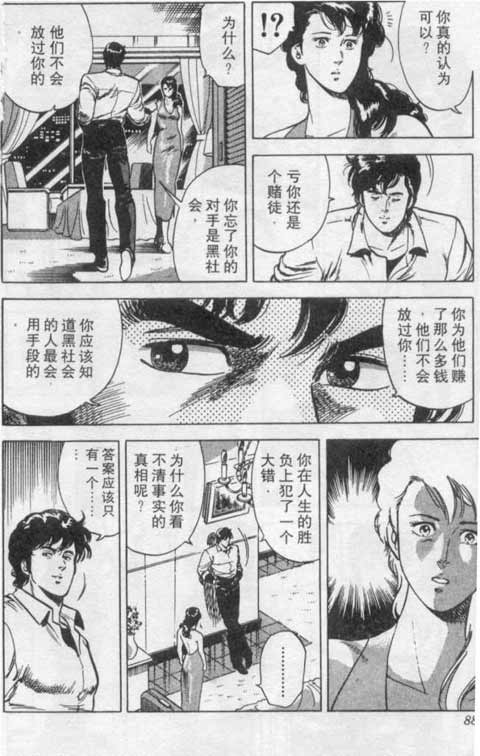 你真的认为
可以？
！？
为什么？
他们不会
放过你的
亏你还是
个赌徒．
你忘了你的
对手是黑社
会．
你为他们赚
了那么多钱
，他们不会
放过你……
你应该知
道黑社会
的人最会
用手段的
．
你在人生的胜
负上犯了一个
大错．
为什么你看
不清事实的
真相呢？
………
答案应该只
有一个……
…
88